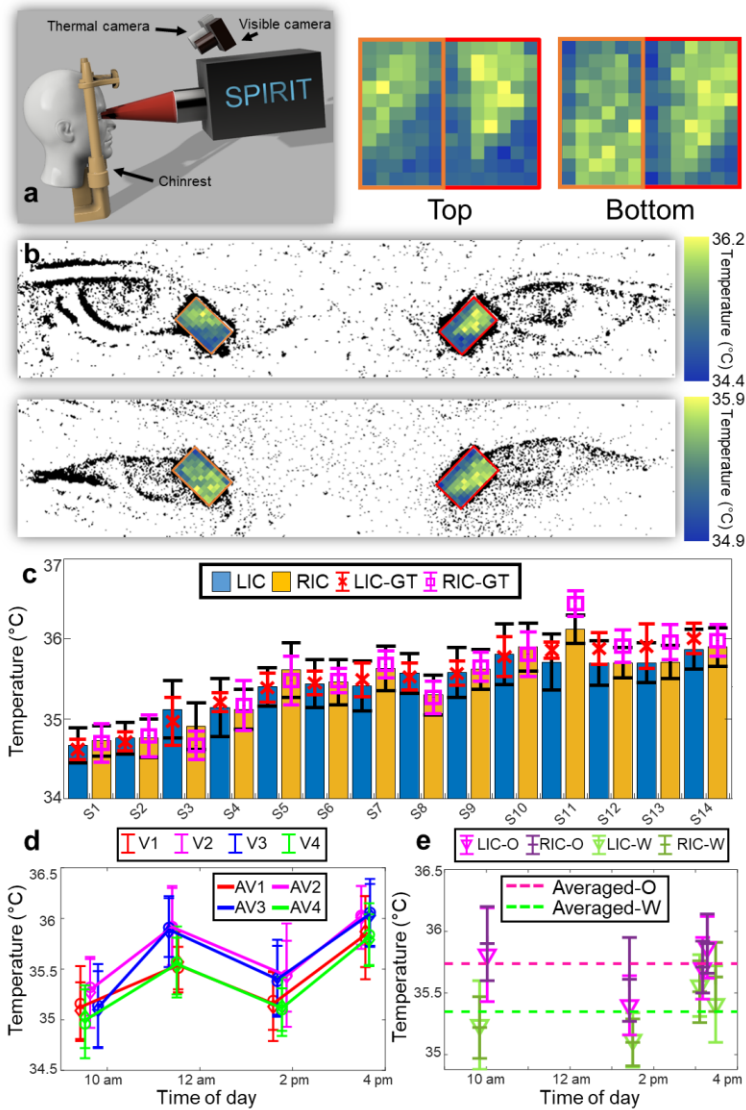 Thermal camera
Visible camera
SPIRIT
Chinrest
a
Top
Bottom
b
36.2
Temperature (°C)
34.4
35.9
Temperature (°C)
34.9
c
LIC RIC LIC-GT RIC-GT
Temperature (°C)
37
36
35
34
S1 S2 S3 S4 S5 S6 S7 S8 S9 S10 S11 S12 S13 S14
d
V1 V2 V3 V4
AV1 AV2
AV3 AV4
Temperature (°C)
36.5
36
35.5
35
34.5
10 am 12 am 2 pm 4 pm
Time of day
e
LIC-O RIC-O LIC-W RIC-W
Averaged-O
Averaged-W
Temperature (°C)
36.5
36
35.5
35
10 am 12 am 2 pm 4 pm
Time of day